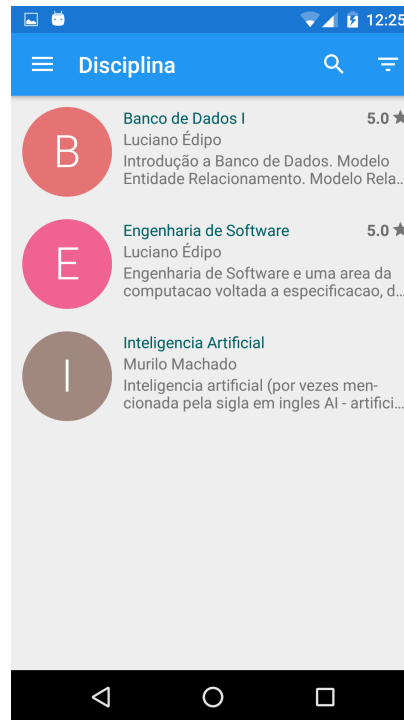 12:25
Disciplina
B
Banco de Dados I
5.0
Luciano Édipo
Introdução a Banco de Dados. Modelo
Entidade Relacionamento. Modelo Rela...
E
Engenharia de Software
5.0
Luciano Édipo
Engenharia de Software e uma area da
computacao voltada a especificacao, d...
I
Inteligencia Artificial
Murilo Machado
Inteligencia artificial (por vezes men-
cionada pela sigla em ingles AI - artifici...